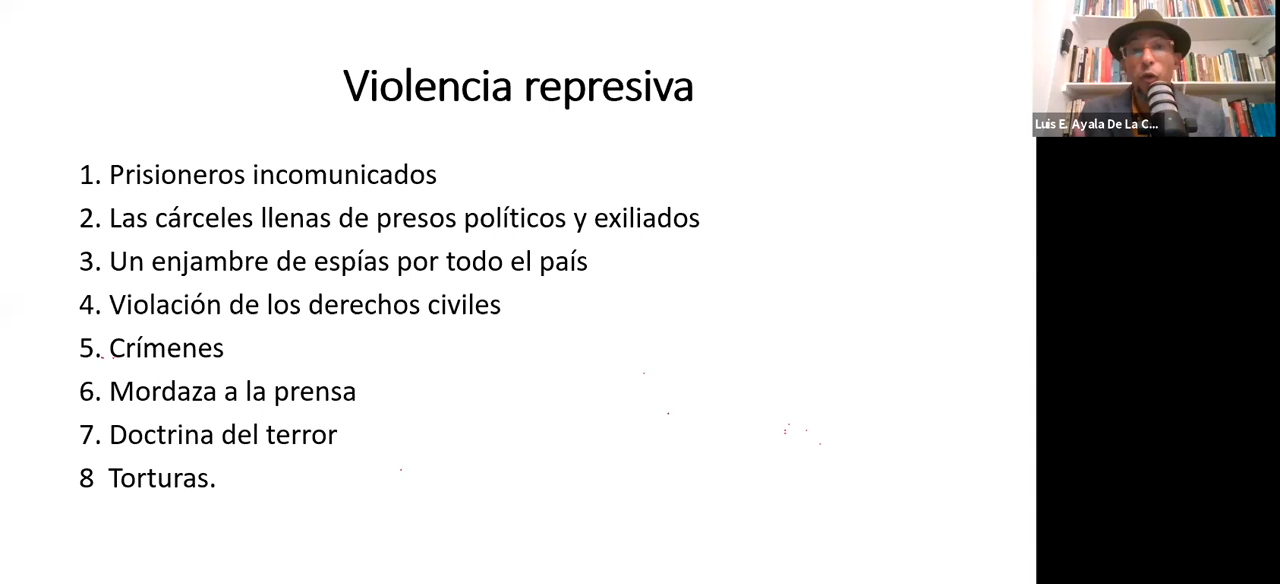 Violencia represiva
1. Prisioneros incomunicados
2. Las cárceles llenas de presos políticos y exiliados
3. Un enjambre de espías por todo el país
4. Violación de los derechos civiles
5. Crímenes
6. Mordaza a la prensa
7. Doctrina del terror
8 Torturas.
Luis E. Ayala De La C...